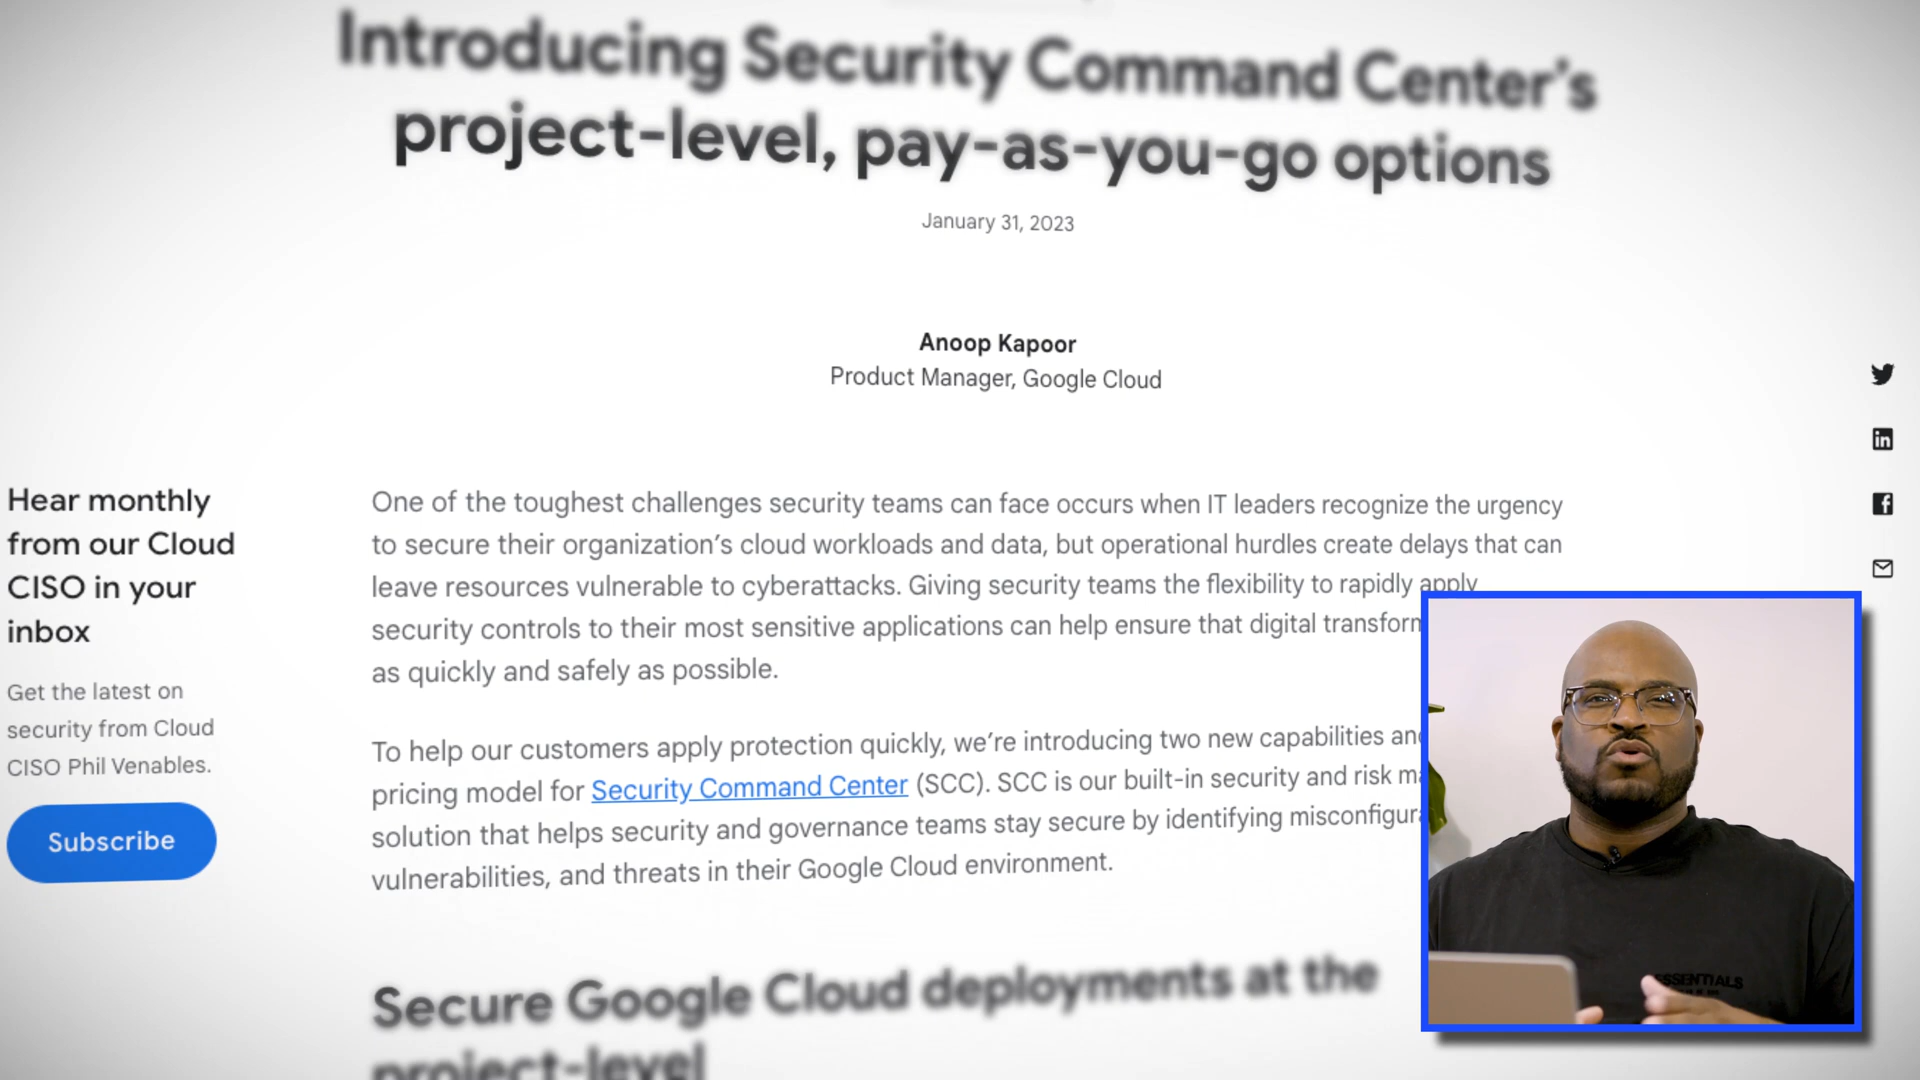 Introducing Security Command Center's
project-level, pay-as-you-go options
January 31, 2023
Anoop Kapoor
Product Manager, Google Cloud
Hear monthly
from our Cloud
CISO in your
inbox
Get the latest on
security from Cloud
CISO Phil Venables.
Subscribe
One of the toughest challenges security teams can face occurs when IT leaders recognize the urgency
to secure their organization’s cloud workloads and data, but operational hurdles create delays that can
leave resources vulnerable to cyberattacks. Giving security teams the flexibility to rapidly apply
security controls to their most sensitive applications can help ensure that digital transform
as quickly and safely as possible.
To help our customers apply protection quickly, we’re introducing two new capabilities and
pricing model for Security Command Center (SCC). SCC is our built-in security and risk ma
solution that helps security and governance teams stay secure by identifying misconfigura
vulnerabilities, and threats in their Google Cloud environment.
Secure Google Cloud deployments at the
project-level
ESSENTIALS